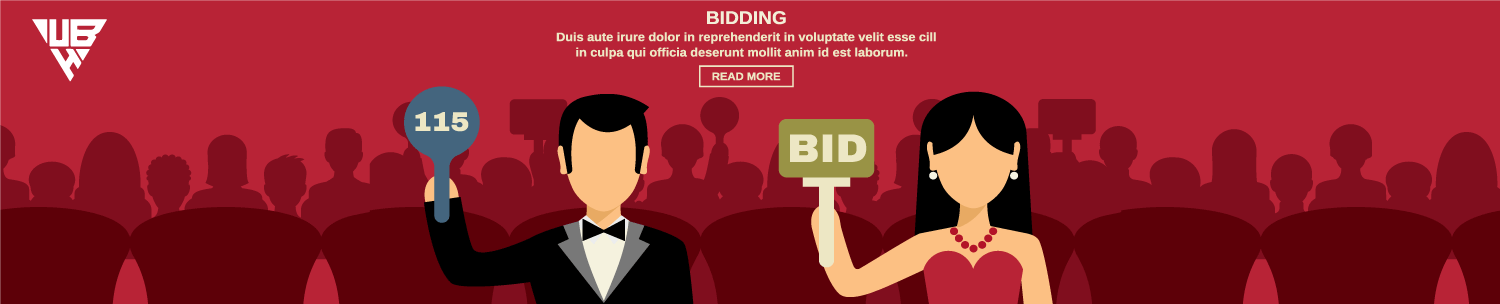 UB
H
BIDDING
Duis aute irure dolor in reprehenderit in voluptate velit esse cill
in culpa qui officia deserunt mollit anim id est laborum.
READ MORE
115
BID